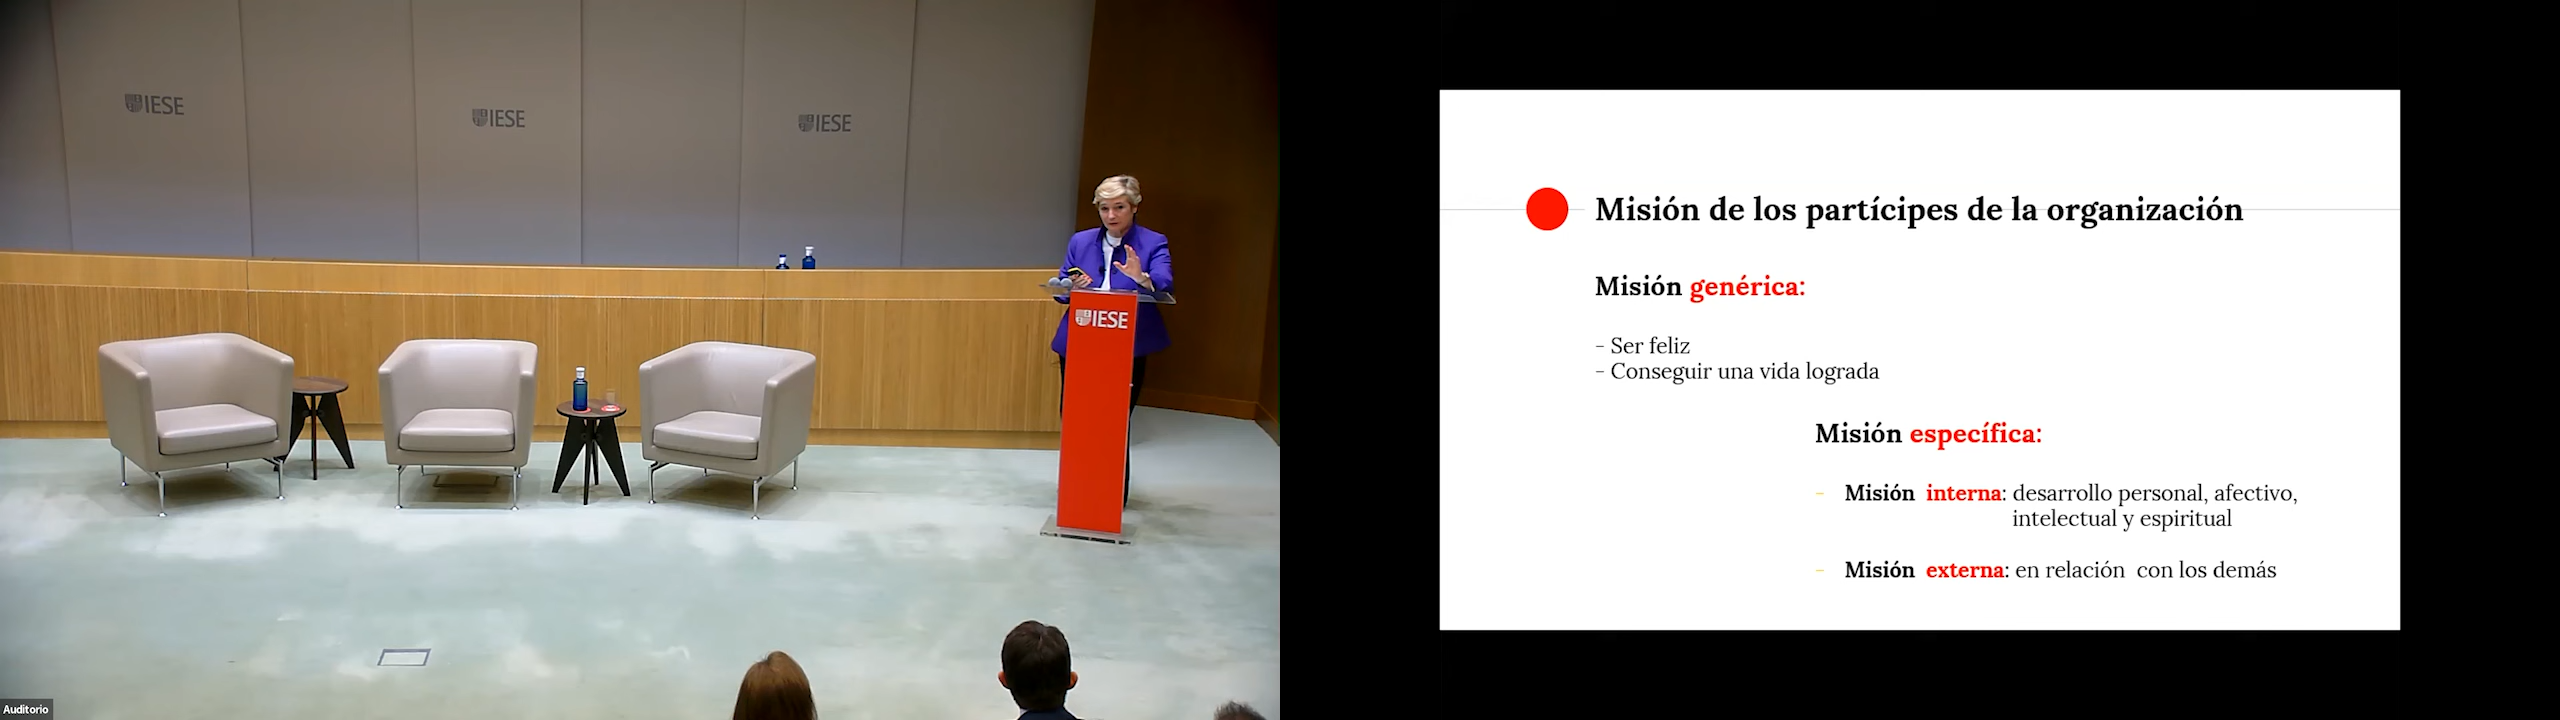 IESE
IESE
IESE
IESE
Auditorio
Misión de los partícipes de la organización
Misión genérica:
- Ser feliz
- Conseguir una vida lograda
Misión específica:
- Misión interna: desarrollo personal, afectivo,
intelectual y espiritual
- Misión externa: en relación con los demás